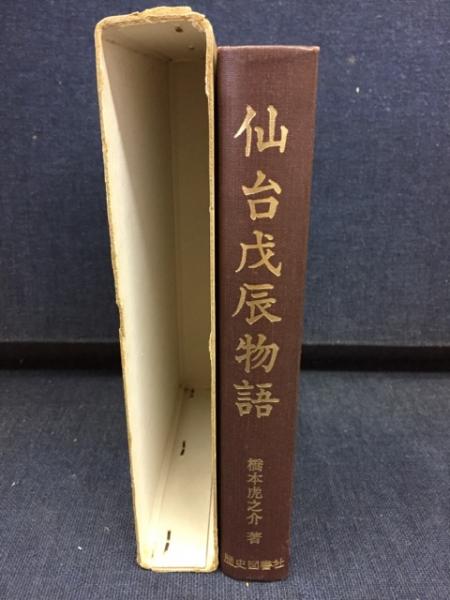 仙台戊辰物語
橋本虎之介 著
歴史図書社